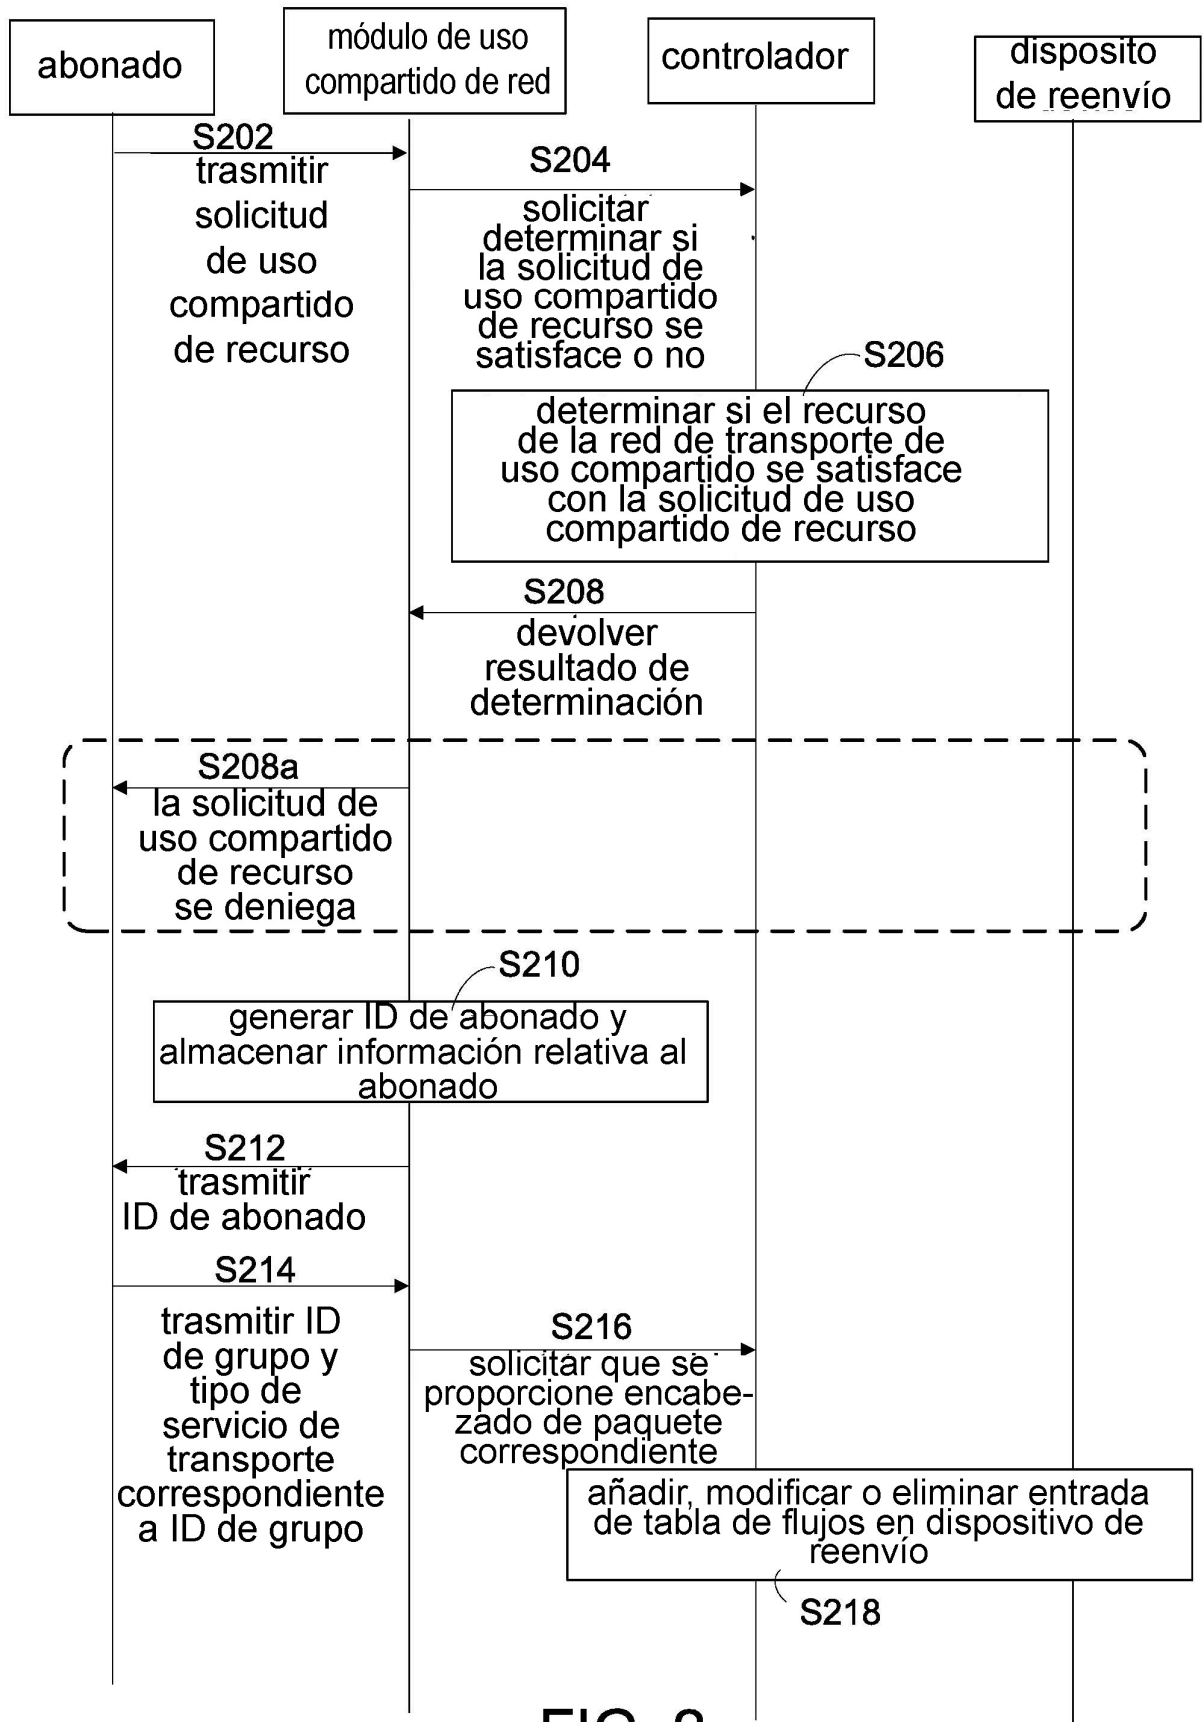 abonado
módulo de uso
compartido de red
controlador
disposito
de reenvío
S202
trasmitir
solicitud
de uso
compartido
de recurso
S204
solicitar
determinar si
la solicitud de
uso compartido
de recurso se
satisface o no
S206
determinar si el recurso
de la red de transporte de
uso compartido se satisface
con la solicitud de uso
compartido de recurso
S208
devolver
resultado de
determinación
S208a
la solicitud de
uso compartido
de recurso
se deniega
S210
generar ID de abonado y
almacenar información relativa al
abonado
S212
trasmitir
ID de abonado
S214
trasmitir ID
de grupo y
tipo de
servicio de
transporte
correspondiente
a ID de grupo
S216
solicitar que se
proporcione encabe-
zado de paquete
correspondiente
añadir, modificar o eliminar entrada
de tabla de flujos en dispositivo de
reenvío
S218
FIG.